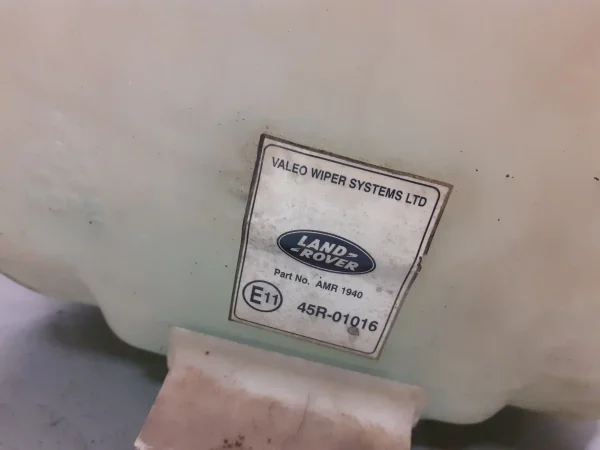 VALEO WIPER SYSTEMS LTD
LAND
ROVER
Part No. AMR 1940
E11 45R-01016